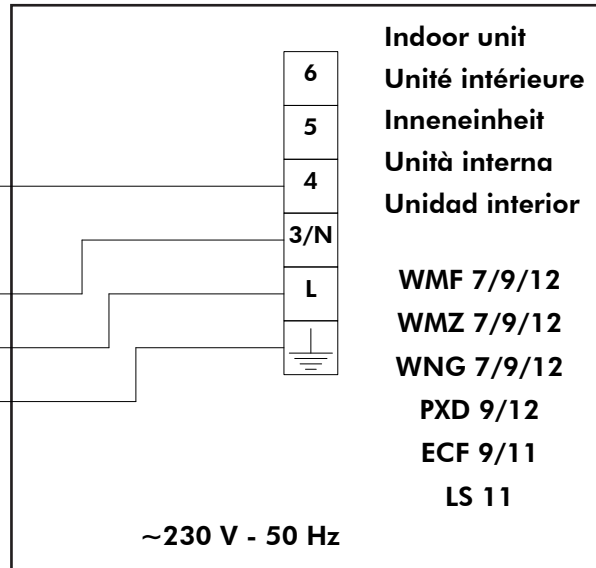 Indoor unit
Unité intérieure
Inneneinheit
Unità interna
Unidad interior
6
5
4
3/N
L
WMF 7/9/12
WMZ 7/9/12
WNG 7/9/12
PXD 9/12
ECF 9/11
LS 11
~230 V - 50 Hz